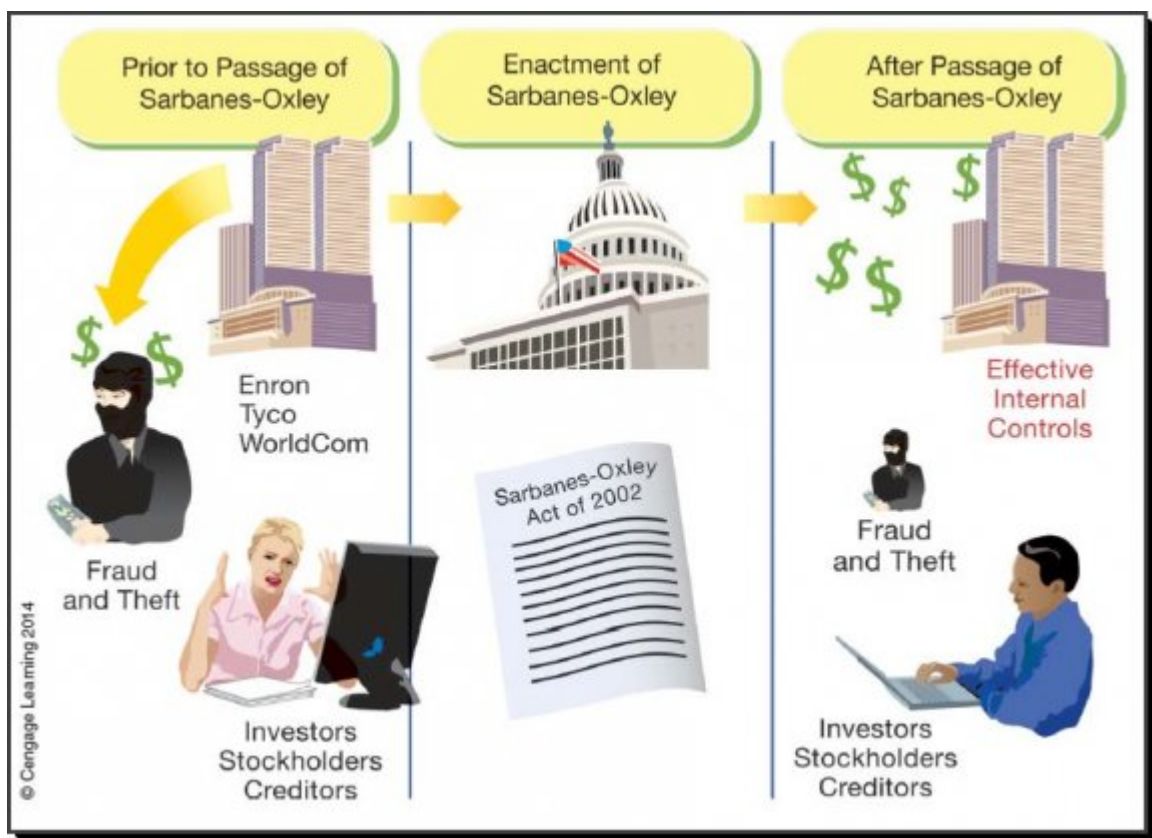 Prior to Passage of
Sarbanes-Oxley
Enactment of
Sarbanes-Oxley
After Passage of
Sarbanes-Oxley
$ $
$
$ $
$ $
Enron
Tyco
WorldCom
Effective
Internal
Controls
Fraud
and Theft
Sarbanes-Oxley
Act of 2002
Fraud
and Theft
Investors
Stockholders
Creditors
Investors
Stockholders
Creditors
© Cengage Learning 2014